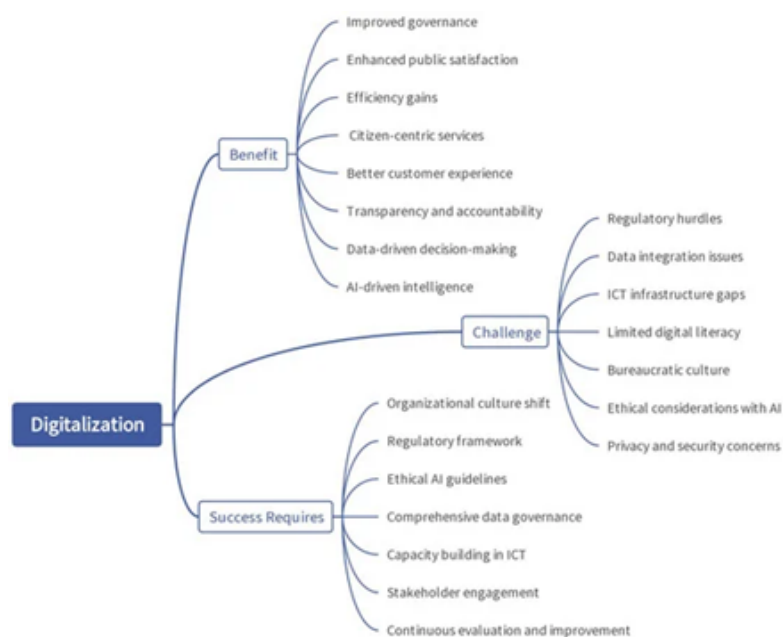 Digitalization
Benefit
Improved governance
Enhanced public satisfaction
Efficiency gains
Citizen-centric services
Better customer experience
Transparency and accountability
Data-driven decision-making
AI-driven intelligence
Challenge
Regulatory hurdles
Data integration issues
ICT infrastructure gaps
Limited digital literacy
Bureaucratic culture
Ethical considerations with AI
Privacy and security concerns
Success Requires
Organizational culture shift
Regulatory framework
Ethical AI guidelines
Comprehensive data governance
Capacity building in ICT
Stakeholder engagement
Continuous evaluation and improvement